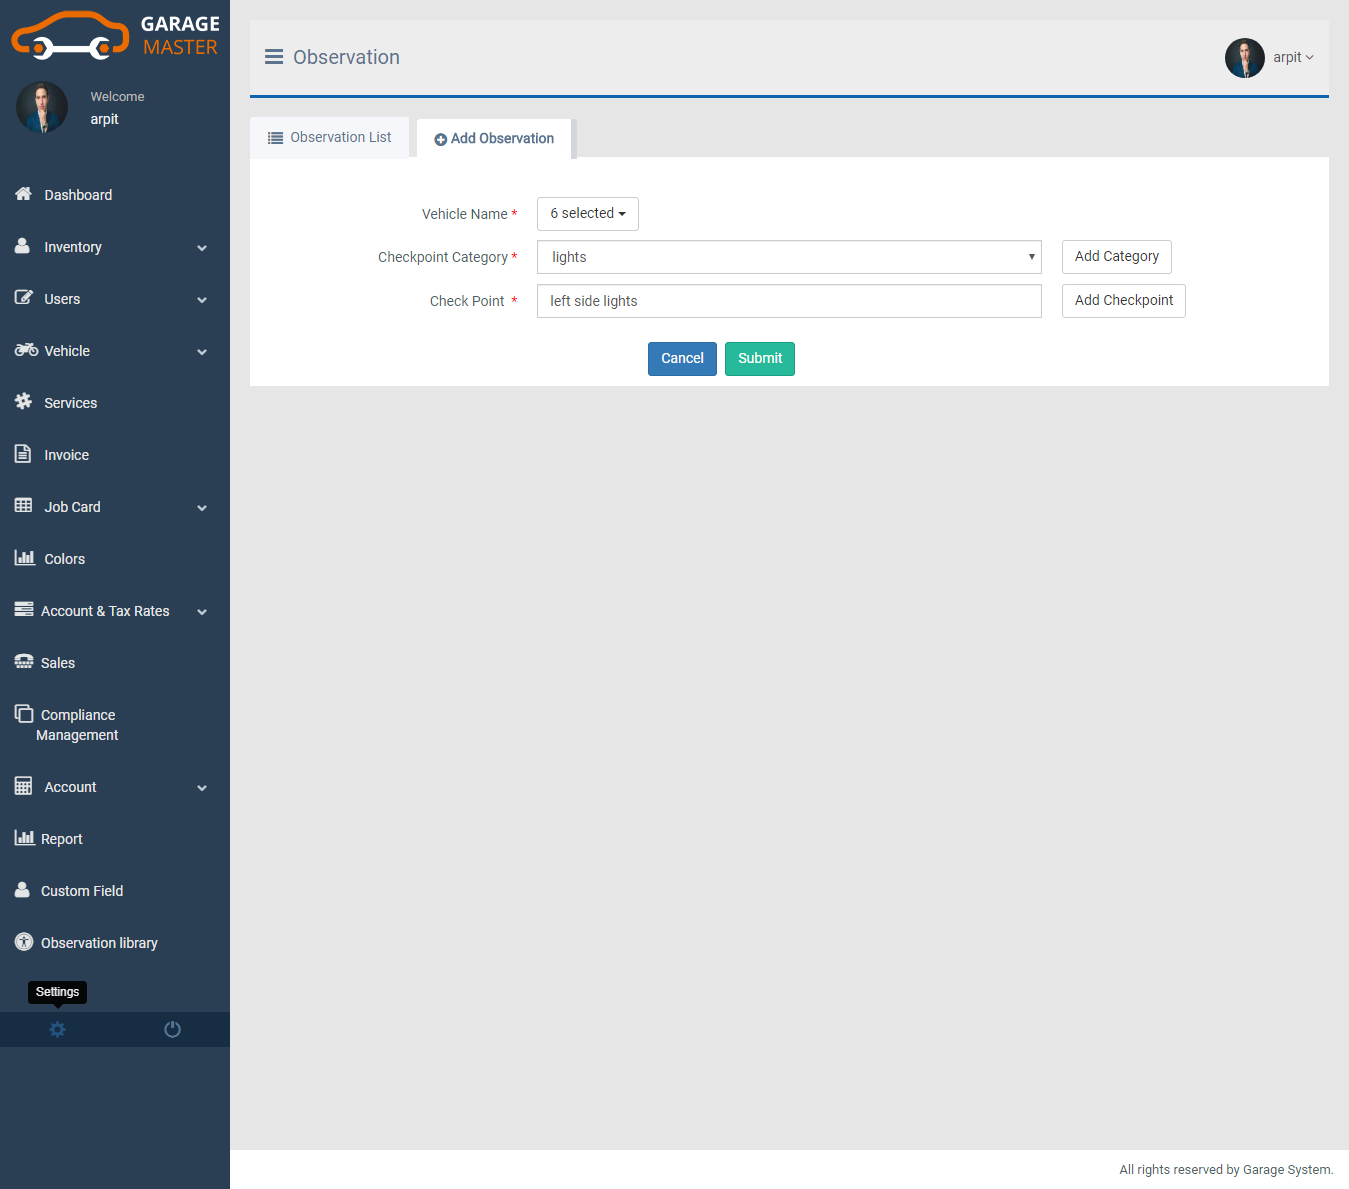 GARAGE
MASTER
Welcome
arpit
Dashboard
Inventory
Users
Vehicle
Services
Invoice
Job Card
Colors
Account & Tax Rates
Sales
Compliance
Management
Account
Report
Custom Field
Observation library
Settings
Observation
arpit
Observation List
Add Observation
Vehicle Name *
6 selected
Checkpoint Category *
lights
Add Category
Check Point *
left side lights
Add Checkpoint
Cancel
Submit
All rights reserved by Garage System.